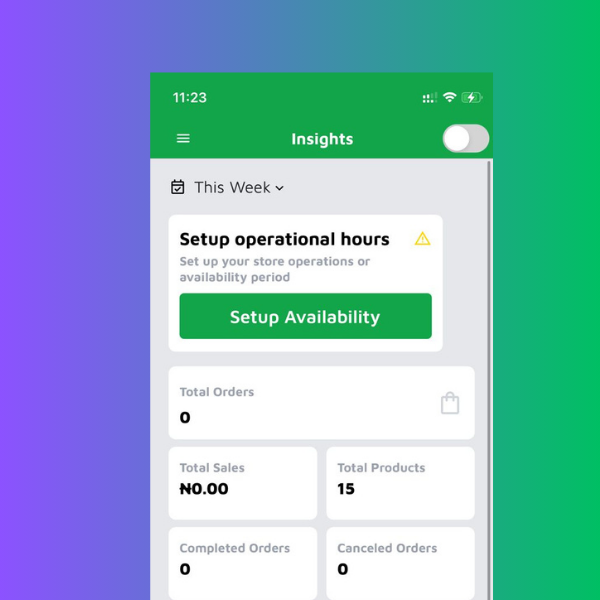 11:23
Insights
This Week
Setup operational hours
Set up your store operations or
availability period
Setup Availability
Total Orders
0
Total Sales
₦0.00
Total Products
15
Completed Orders
0
Canceled Orders
0